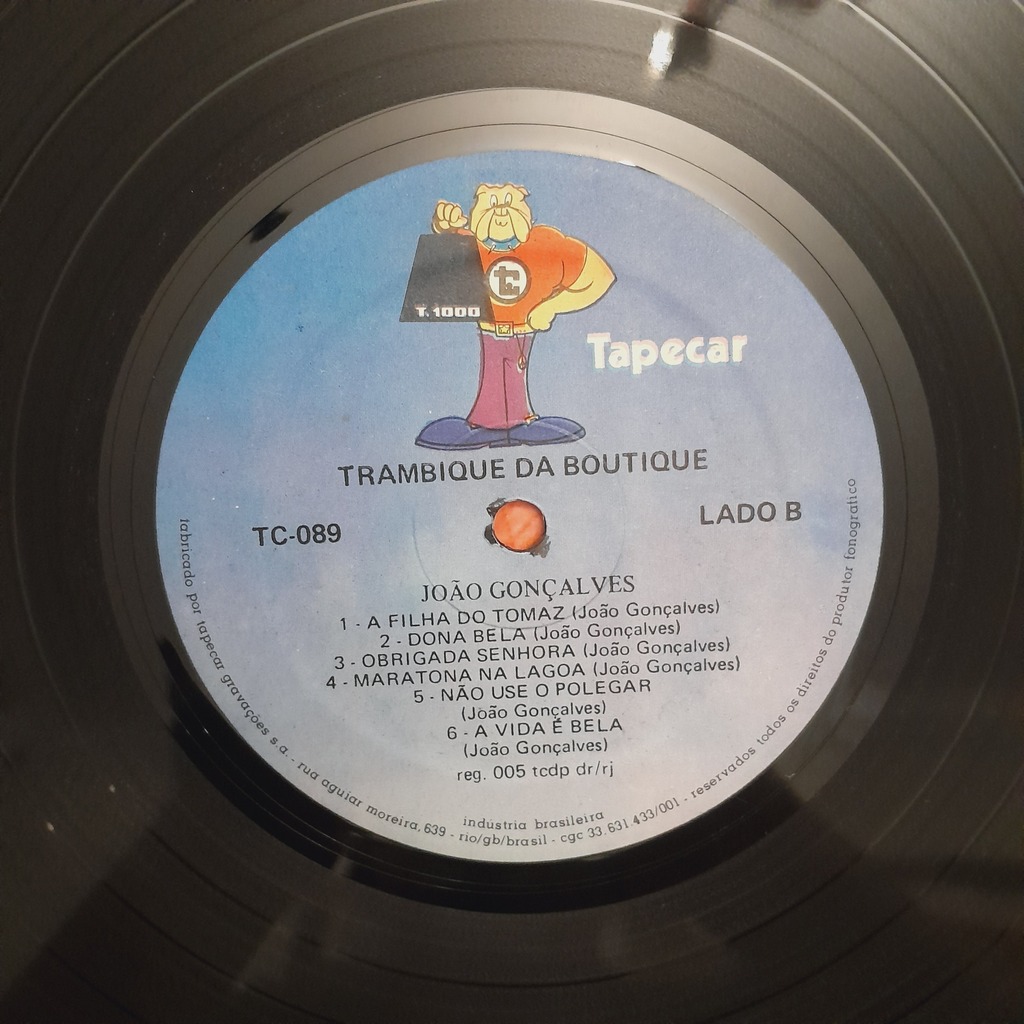 tc
T. 1000
Tapecar
TRAMBIQUE DA BOUTIQUE
TC-089
LADO B
JOÃO GONÇALVES
1 - A FILHA DO TOMAZ (João Gonçalves)
2 - DONA BELA (João Gonçalves)
3 - OBRIGADA SENHORA (João Gonçalves)
4 - MARATONA NA LAGOA (João Gonçalves)
5 - NÃO USE O POLEGAR
(João Gonçalves)
6 - A VIDA É BELA
(João Gonçalves)
reg. 005 tcdp dr/rj
industria brasileira
fabricado por tapecar gravações s.a. - rua aguiar moreira, 639 - rio/gb/brasil - cgc 33.631.433/001 - reservados todos os direitos do produtor fonografico